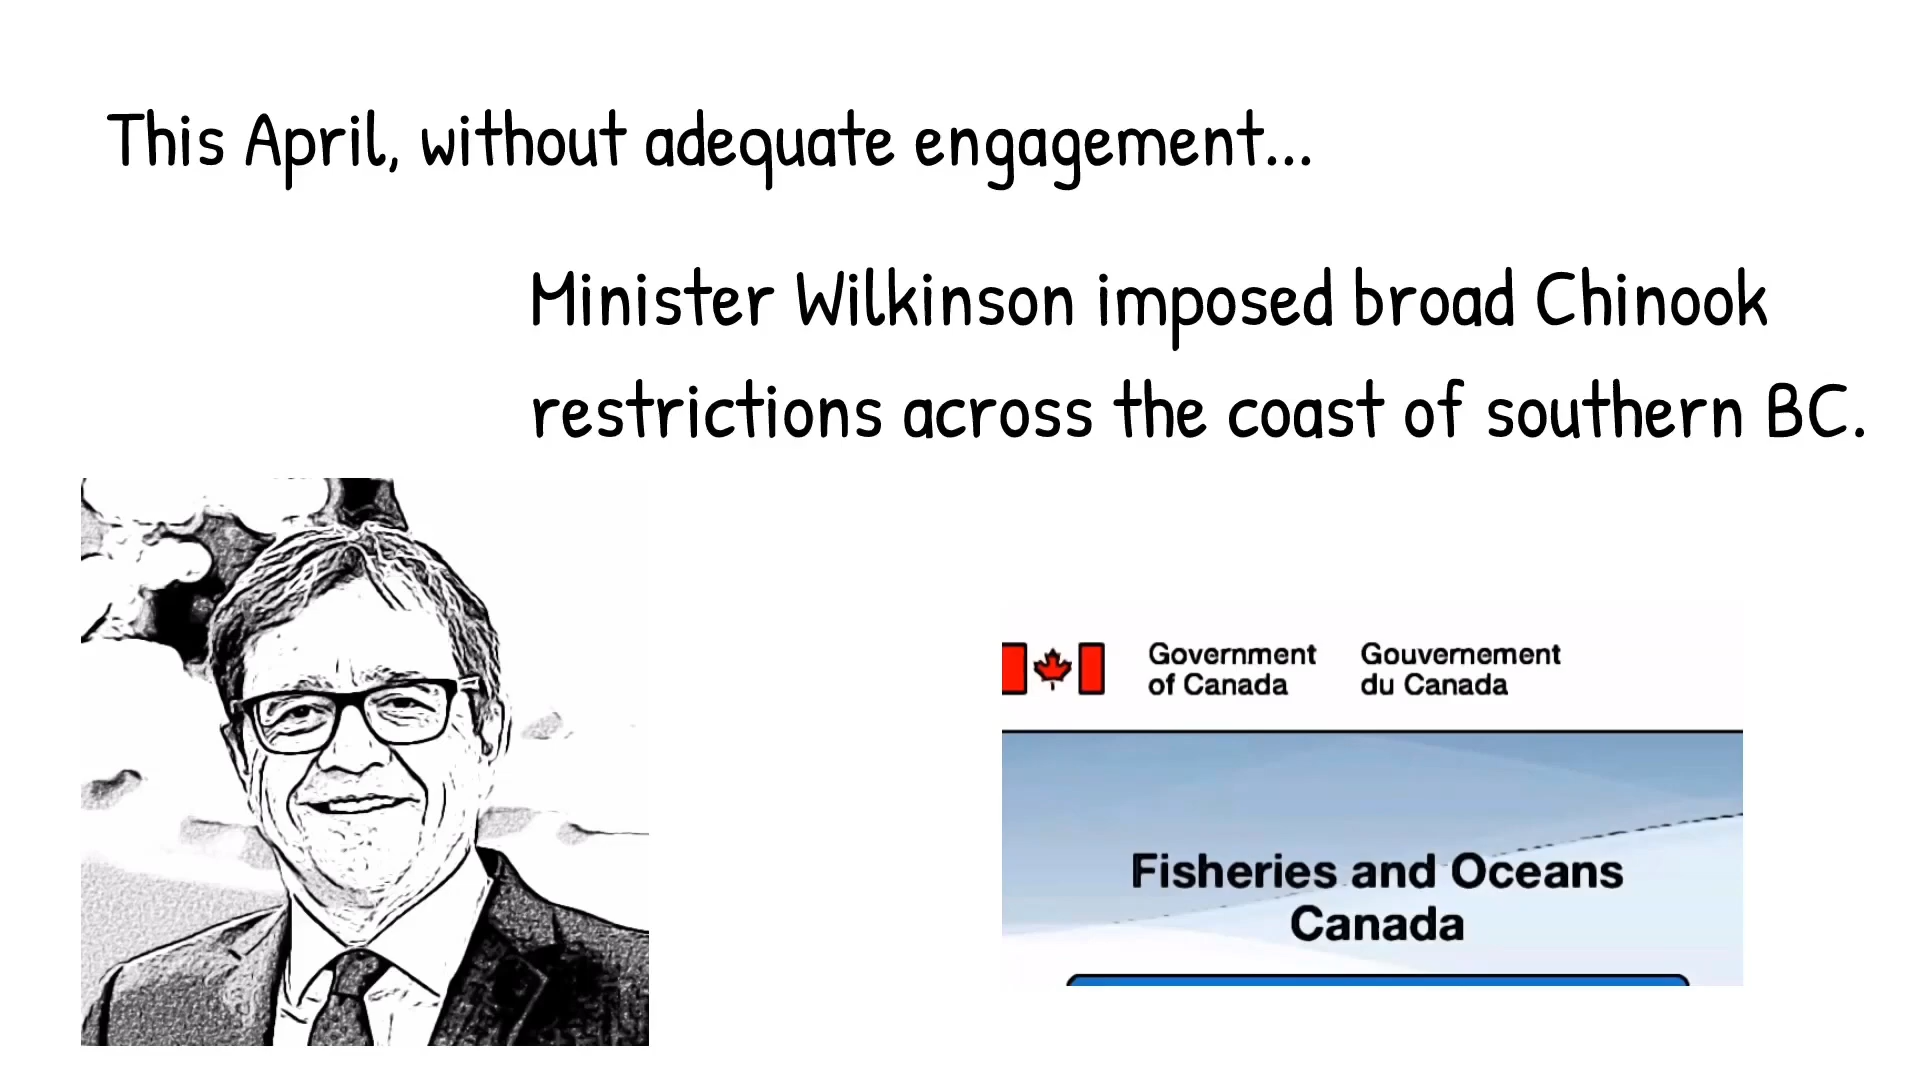 This April, without adequate engagement...
Minister Wilkinson imposed broad Chinook
restrictions across the coast of southern BC.
Government Gouvernement
of Canada du Canada
Fisheries and Oceans
Canada